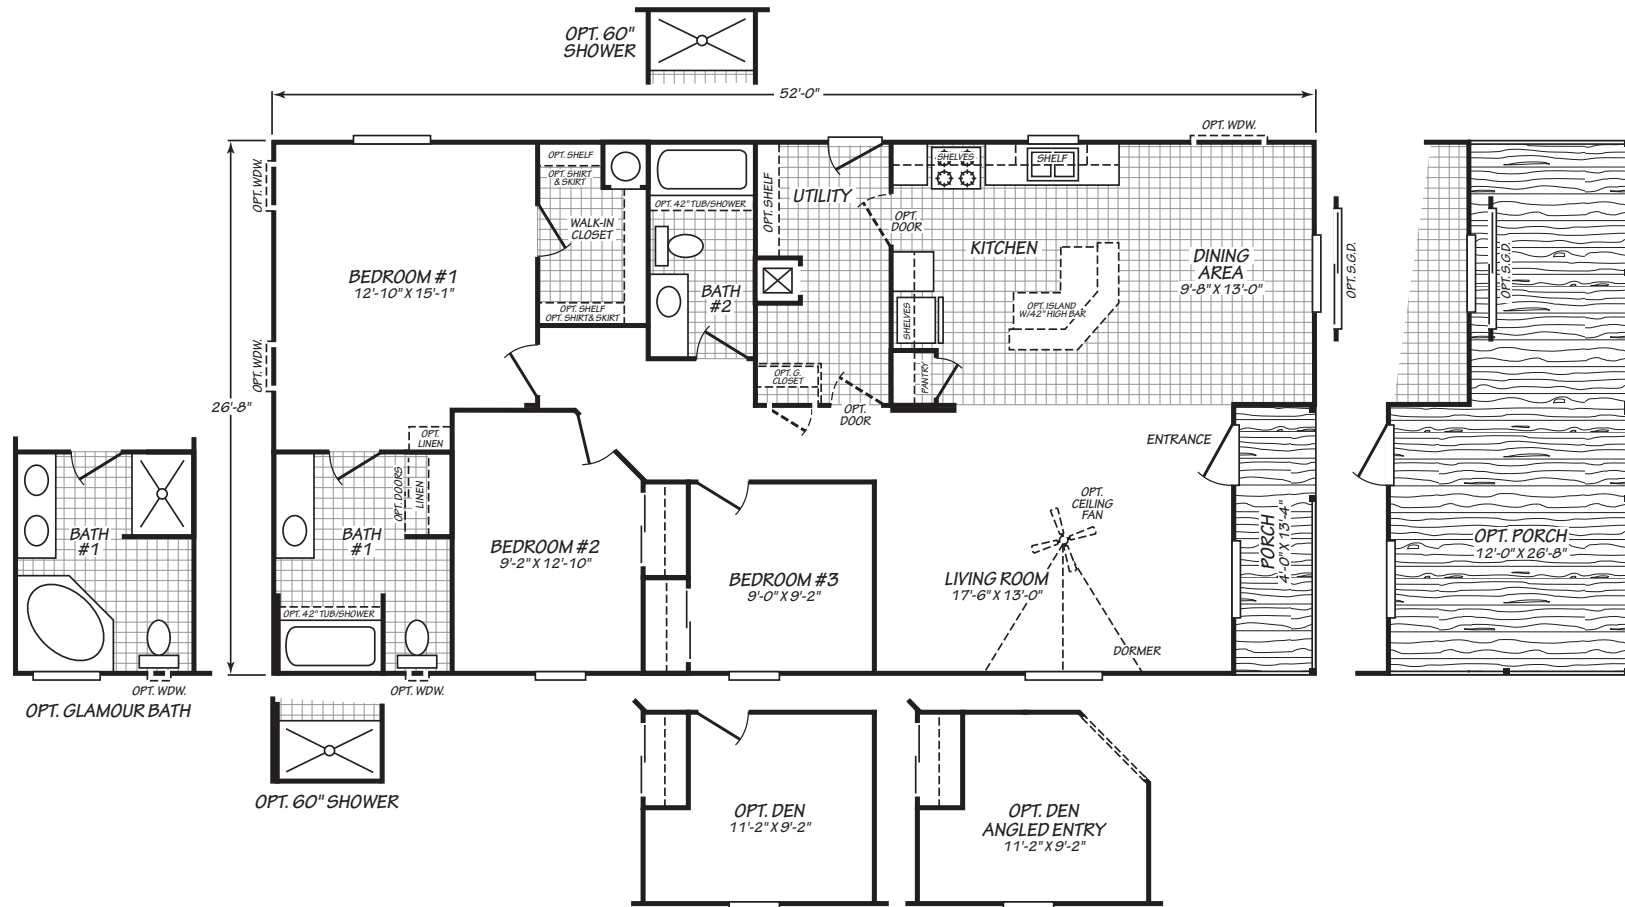 OPT. 60"
SHOWER
52'-0"
OPT. WDW.
OPT. WDW.
OPT. SHELF
OPT. SHIRT
& SKIRT
WALK-IN
CLOSET
OPT. SHELF
OPT. SHIRT & SKIRT
OPT. 42" TUB/SHOWER
BATH
#2
OPT. SHELF
UTILITY
OPT.
DOOR
SHELVES
SHELF
KITCHEN
OPT. ISLAND
W/42" HIGH BAR
DINING
AREA
9'-8" X 13'-0"
OPT. S.G.D.
OPT. S.G.D.
BEDROOM #1
12'-10" X 15'-1"
OPT. WDW.
SHELVES
PANTRY
OPT. G.
CLOSET
OPT.
DOOR
26'-8"
OPT.
LINEN
OPT. DOORS
LINEN
ENTRANCE
BATH
#1
BATH
#1
OPT. 42" TUB/SHOWER
BEDROOM #2
9'-2" X 12'-10"
BEDROOM #3
9'-0" X 9'-2"
OPT.
CEILING
FAN
LIVING ROOM
17'-6" X 13'-0"
DORMER
PORCH
4'-0" X 13'-4"
OPT. PORCH
12'-0" X 26'-8"
OPT. WDW.
OPT. WDW.
OPT. GLAMOUR BATH
OPT. 60" SHOWER
OPT. DEN
11'-2" X 9'-2"
OPT. DEN
ANGLED ENTRY
11'-2" X 9'-2"